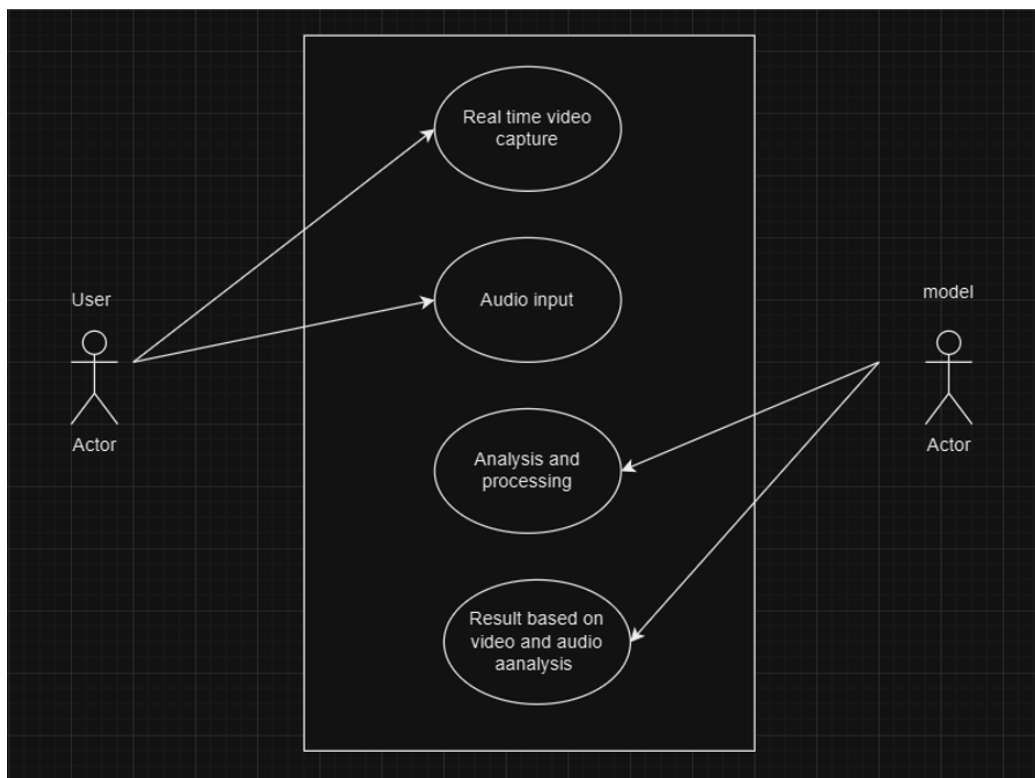 Real time video
capture
Audio input
User
model
Actor
Actor
Analysis and
processing
Result based on
video and audio
aanalysis